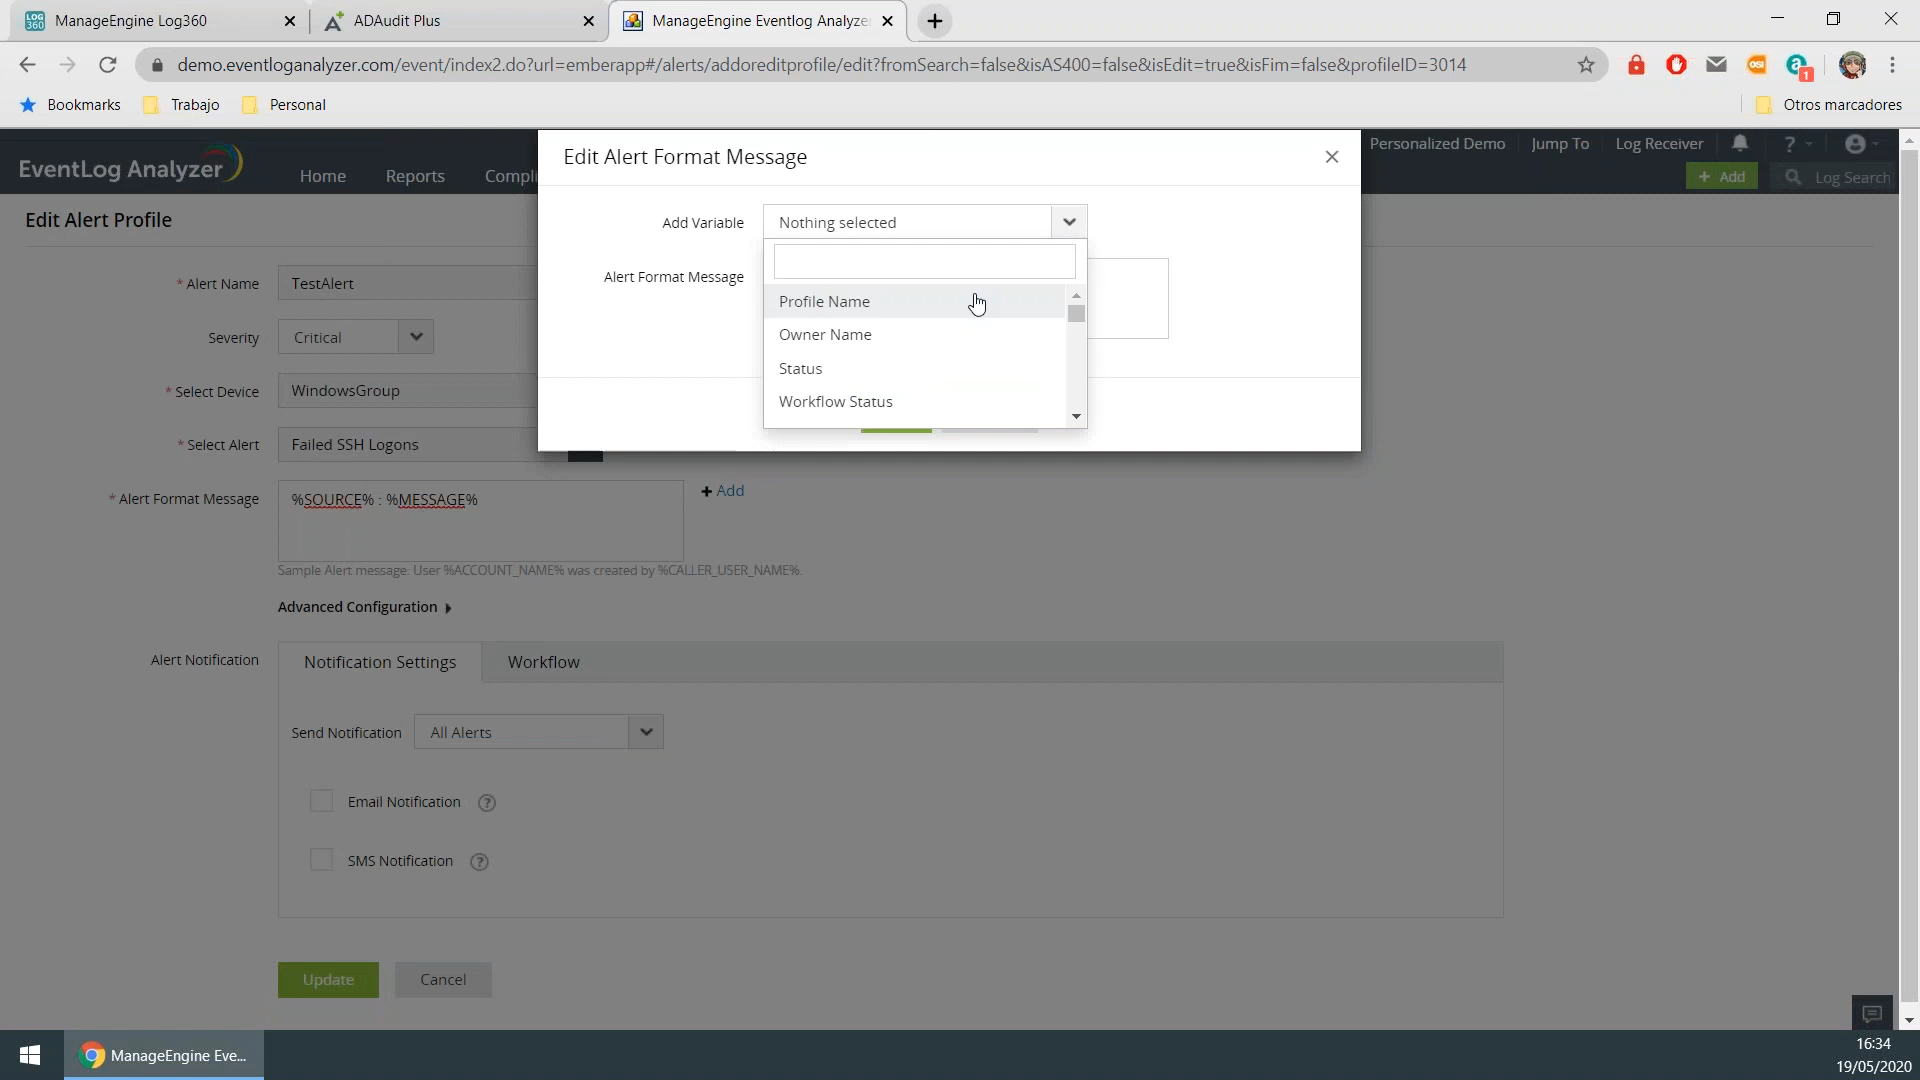 ManageEngine Log360
ADAudit Plus
ManageEngine Eventlog Analyze
demo.eventloganalyzer.com/event/index2.do?url=emberapp#/alerts/addoreditprofile/edit?fromSearch=false&isAS400=false&isEdit=true&isFim=false&profileID=3014
1
Bookmarks
Trabajo
Personal
Otros marcadores
EventLog Analyzer
Home
Reports
Compli
Personalized Demo
Jump To
Log Receiver
?
+ Add
Log Search
Edit Alert Format Message
Add Variable
Nothing selected
Alert Format Message
Profile Name
Owner Name
Status
Workflow Status
Edit Alert Profile
* Alert Name
TestAlert
Severity
Critical
* Select Device
WindowsGroup
* Select Alert
Failed SSH Logons
* Alert Format Message
%SOURCE% : %MESSAGE%
+ Add
Sample Alert message: User %ACCOUNT_NAME% was created by %CALLER_USER_NAME%.
Advanced Configuration
Alert Notification
Notification Settings
Workflow
Send Notification
All Alerts
Email Notification ?
SMS Notification ?
Update
Cancel
ManageEngine Eve...
16:34
19/05/2020